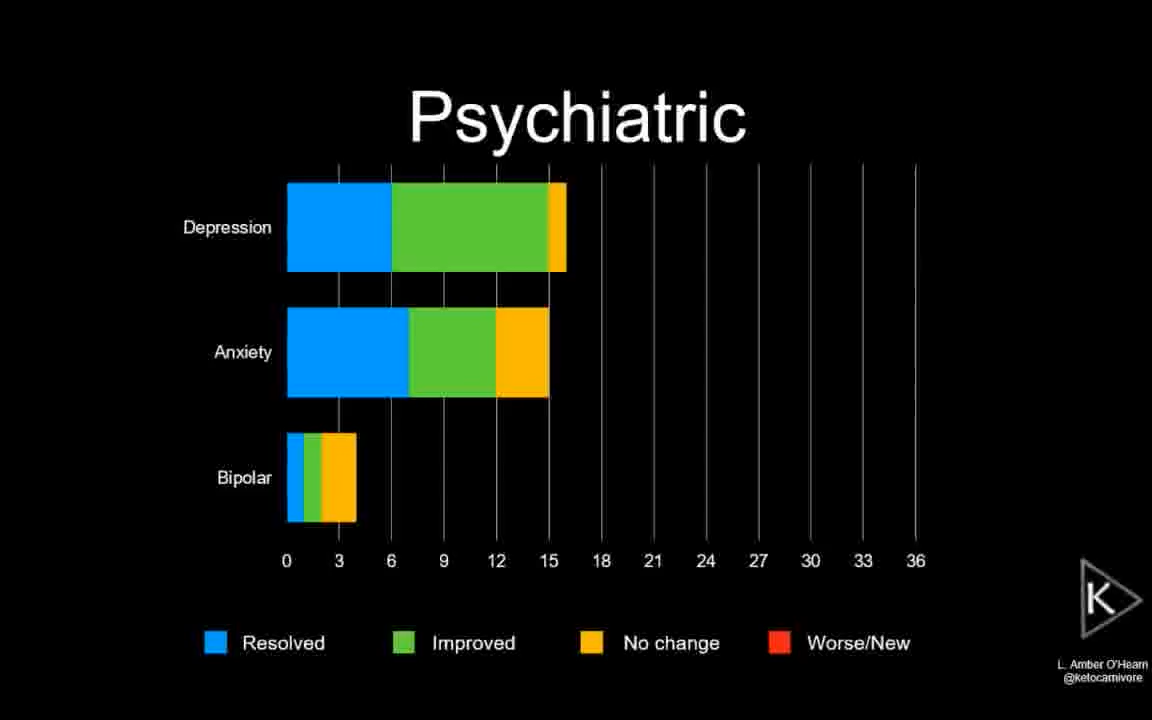 Psychiatric
Depression
Anxiety
Bipolar
0 3 6 9 12 15 18 21 24 27 30 33 36
Resolved Improved No change Worse/New
K
L. Amber O'Hearn
@ketocarnivore